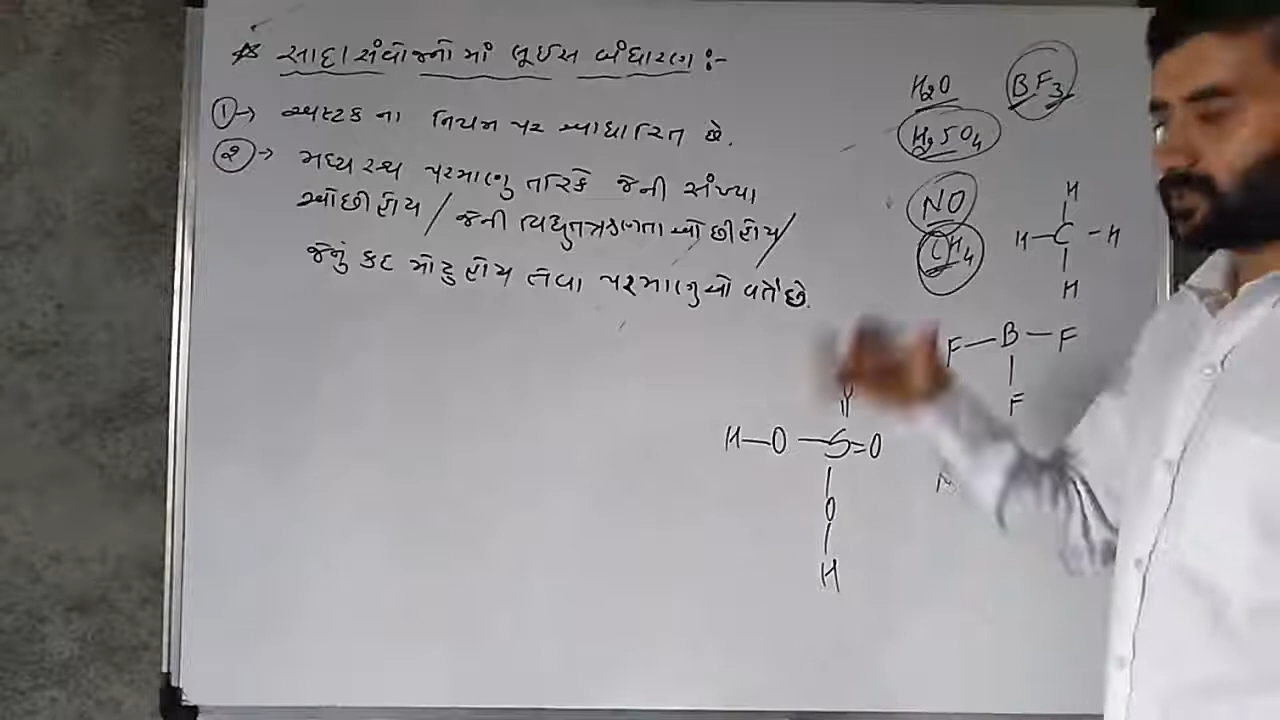 * સાદા સંયોજનોમાં લૂઈસ બંધારણ :-
① → અષ્ટક ના નિયમ પર આધારિત છે.
② → મધ્યસ્થ પરમાણુ તરિકે જેની સંખ્યા
ઓછી હોય / જેની વિદ્યુતઋણતા ઓછી હોય /
જેનું કદ મોટુ હોય તેવા પરમાણુઓ વર્તે છે.
H₂O BF₃
H₂SO₄
NO
CH₄
H
H—C—H
H
F—B—F
F
H—O—S=O
O
H